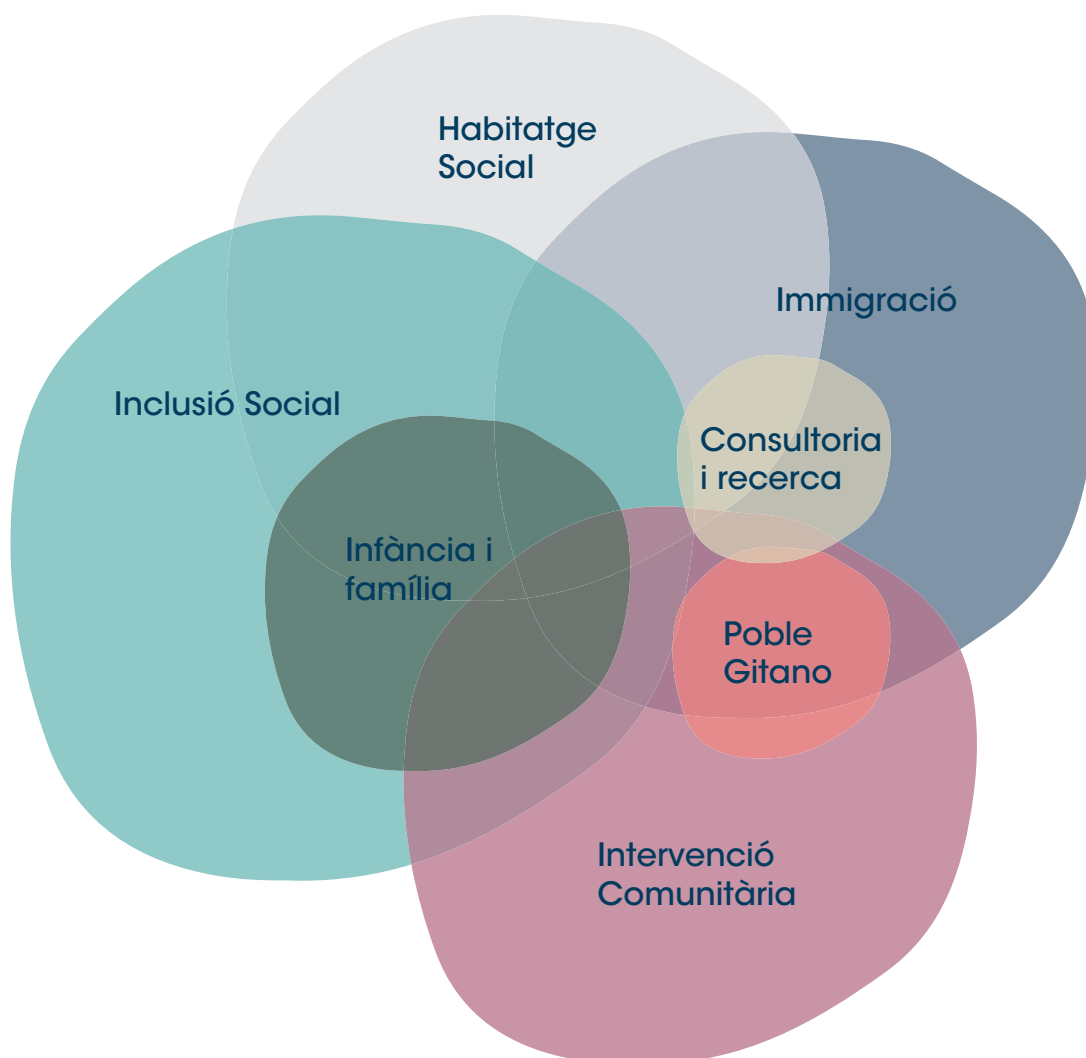 Habitatge
Social
Immigració
Inclusió Social
Consultoria
i recerca
Infància i
família
Poble
Gitano
Intervenció
Comunitària